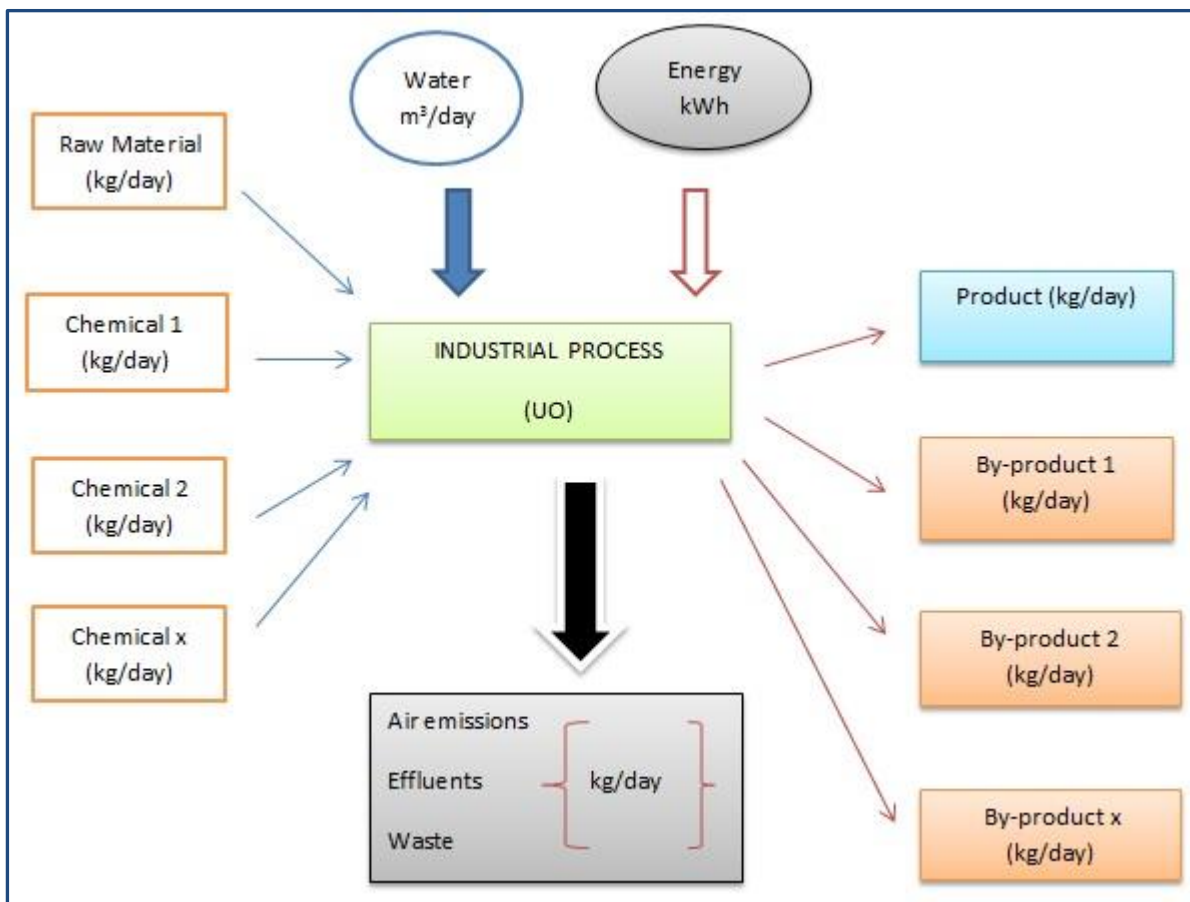 Water
m³/day
Energy
kWh
Raw Material
(kg/day)
Chemical 1
(kg/day)
Chemical 2
(kg/day)
Chemical x
(kg/day)
INDUSTRIAL PROCESS
(UO)
Product (kg/day)
By-product 1
(kg/day)
By-product 2
(kg/day)
By-product x
(kg/day)
Air emissions
Effluents kg/day
Waste